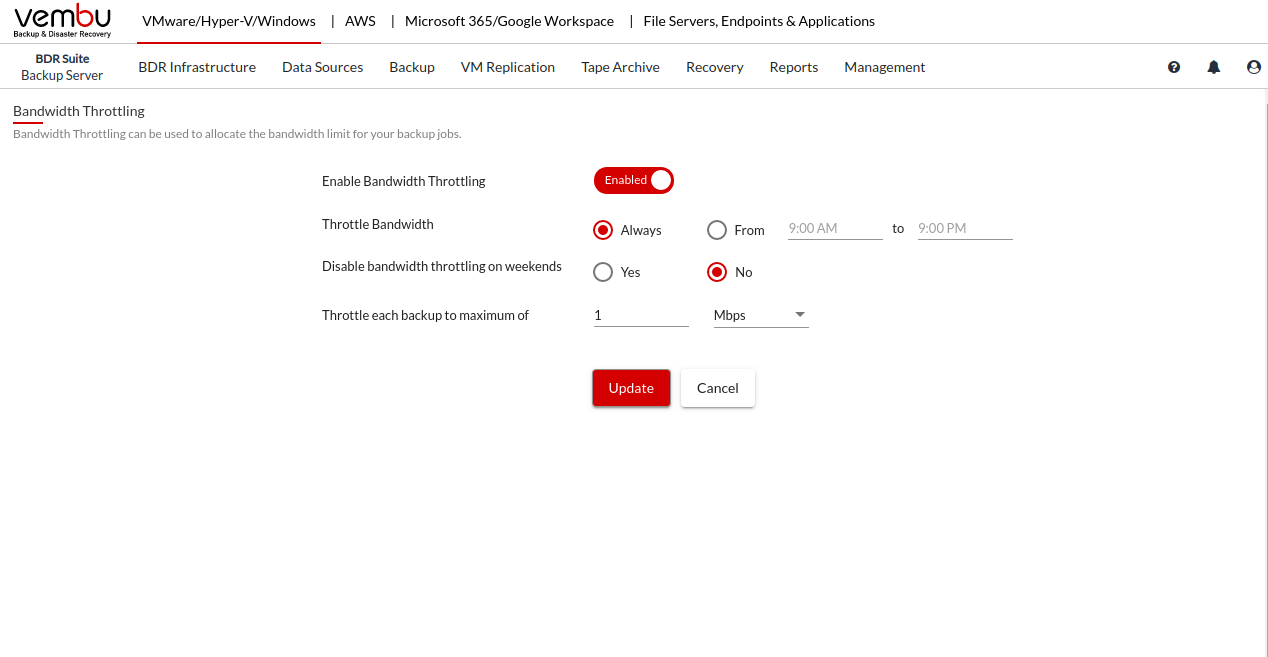 vembu
Backup & Disaster Recovery
VMware/Hyper-V/Windows | AWS | Microsoft 365/Google Workspace | File Servers, Endpoints & Applications
BDR Suite
Backup Server
BDR Infrastructure Data Sources Backup VM Replication Tape Archive Recovery Reports Management
?
Bandwidth Throttling
Bandwidth Throttling can be used to allocate the bandwidth limit for your backup jobs.
Enable Bandwidth Throttling Enabled
Throttle Bandwidth Always From 9:00 AM to 9:00 PM
Disable bandwidth throttling on weekends Yes No
Throttle each backup to maximum of 1 Mbps
Update Cancel